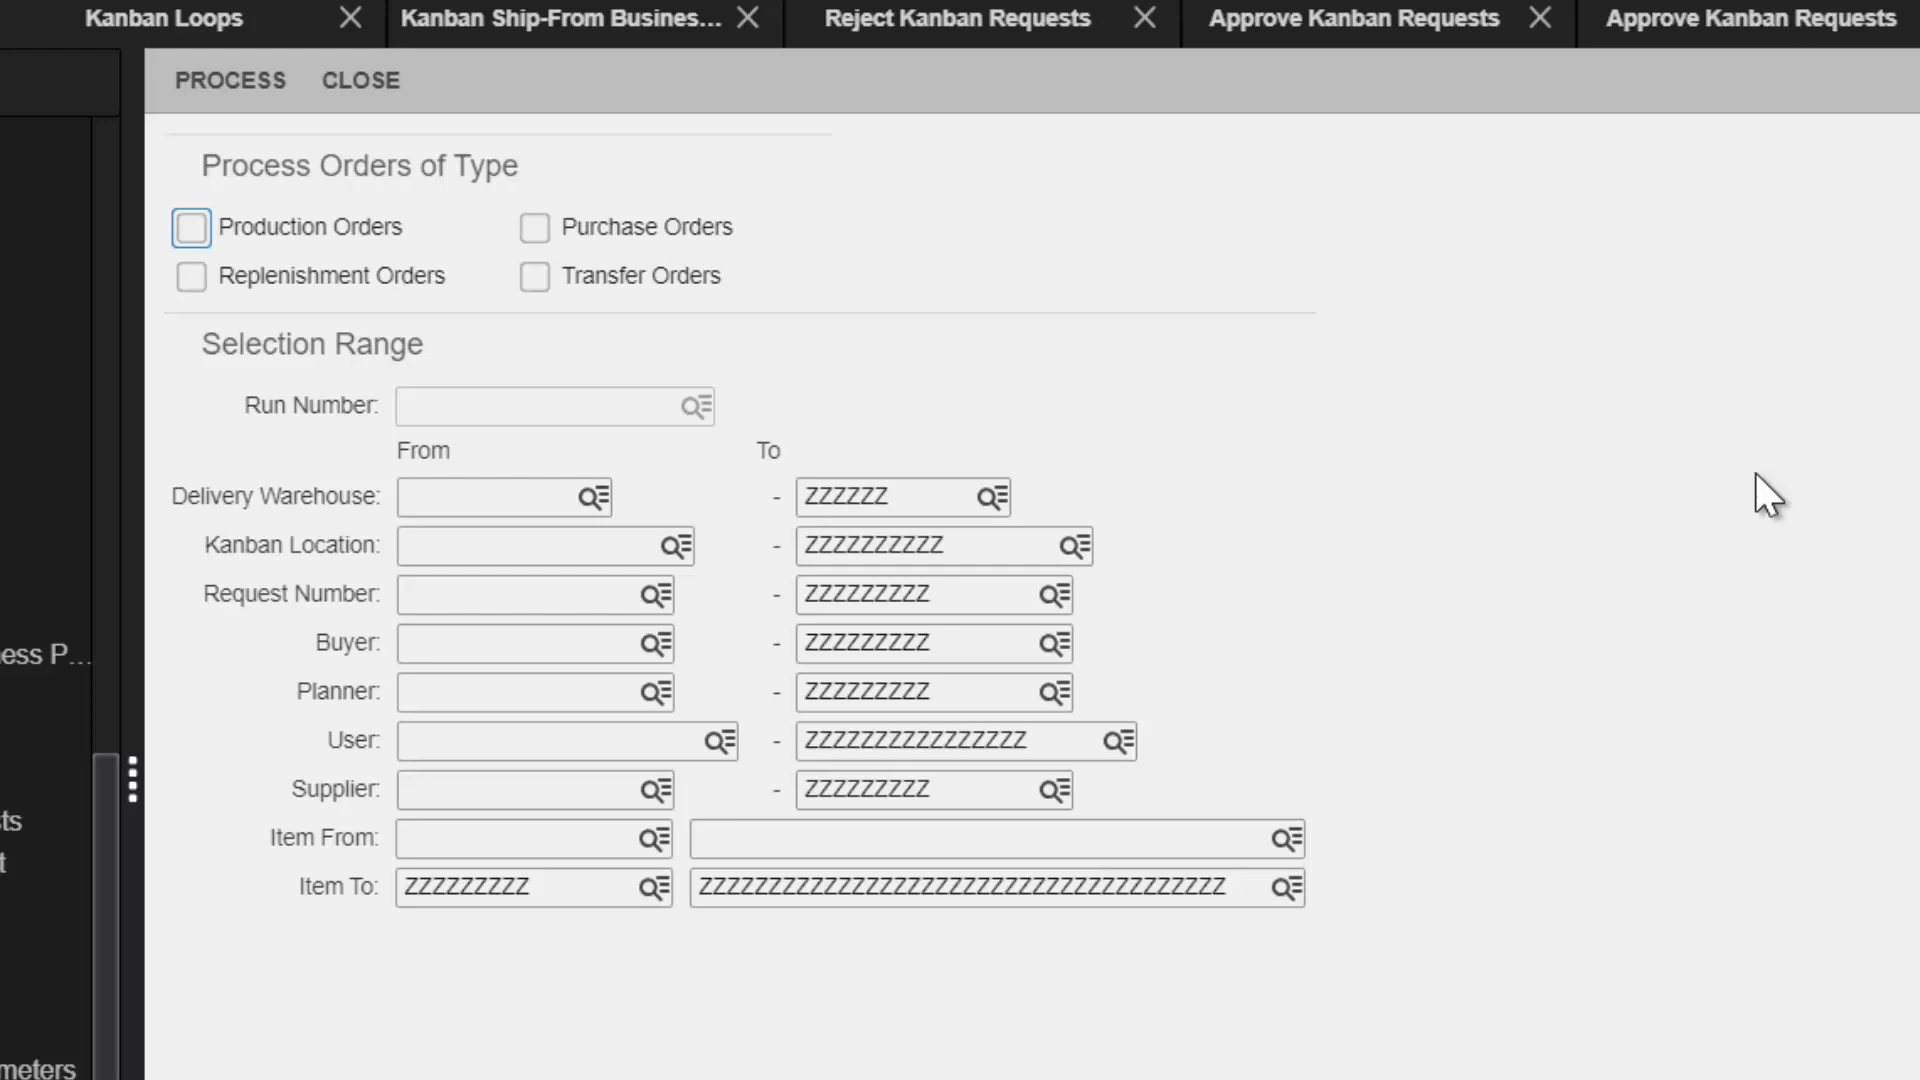 Kanban Loops
Kanban Ship-From Busines...
Reject Kanban Requests
Approve Kanban Requests
Approve Kanban Requests
PROCESS CLOSE
Process Orders of Type
Production Orders Purchase Orders
Replenishment Orders Transfer Orders
Selection Range
Run Number:
From To
Delivery Warehouse: - ZZZZZZ
Kanban Location: - ZZZZZZZZZZ
Request Number: - ZZZZZZZZZ
Buyer: - ZZZZZZZZZ
Planner: - ZZZZZZZZZ
User: - ZZZZZZZZZZZZZZZZ
Supplier: - ZZZZZZZZZ
Item From:
Item To: ZZZZZZZZZ ZZZZZZZZZZZZZZZZZZZZZZZZZZZZZZZZZZZZZZ
ess P...
ts
t
meters